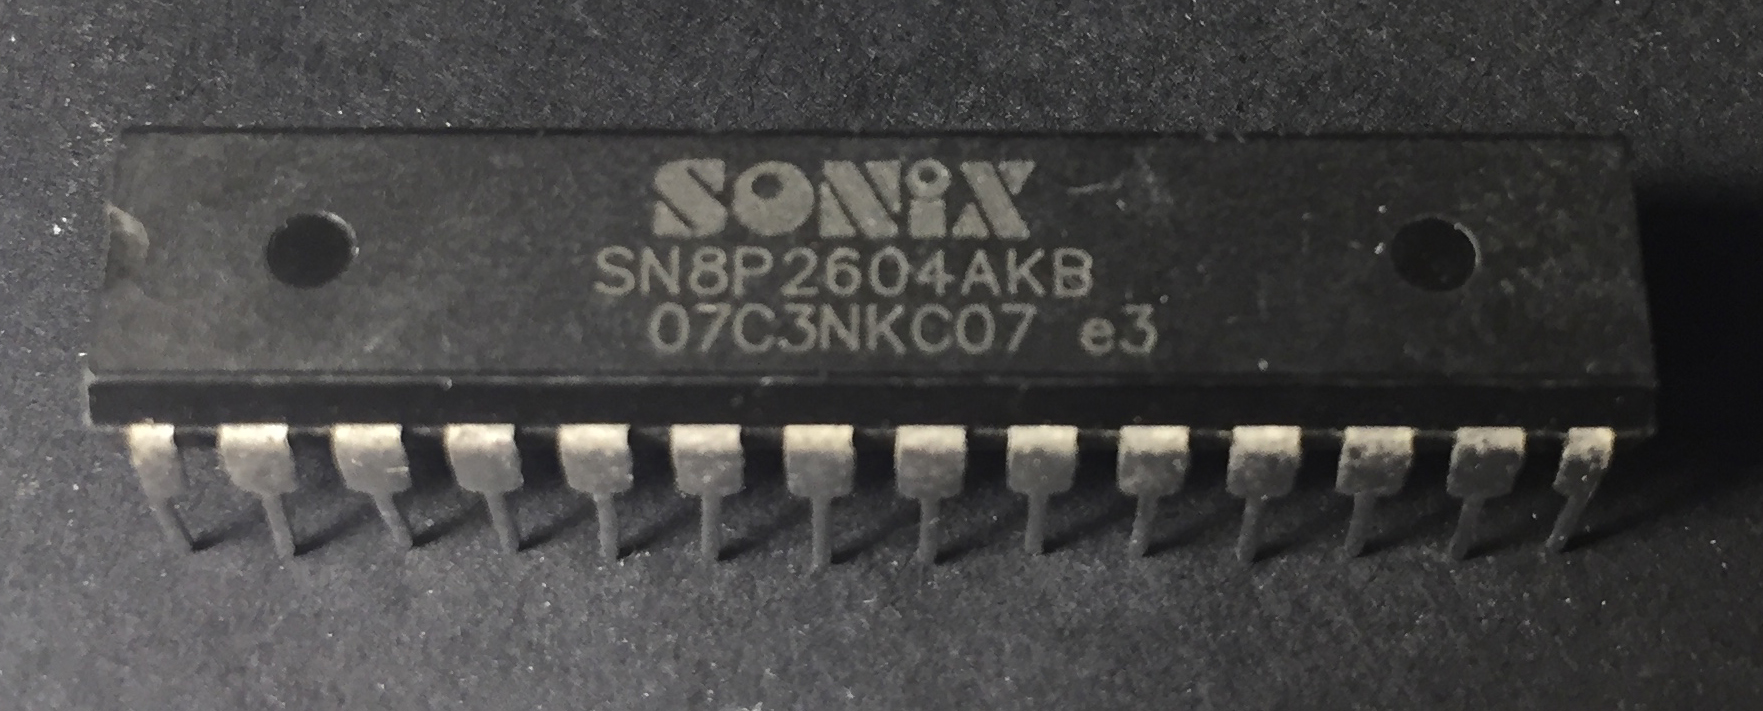 SONiX
SN8P2604AKB
07C3NKC07 e3